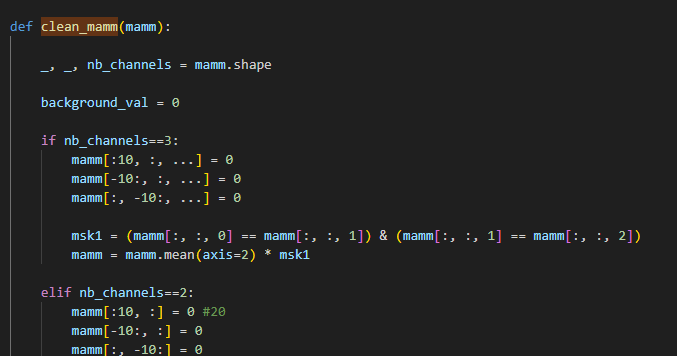 def clean_mamm(mamm):
    _, _, nb_channels = mamm.shape
    background_val = 0
    if nb_channels==3:
        mamm[:10, :, ...] = 0
        mamm[-10:, :, ...] = 0
        mamm[:, -10:, ...] = 0
        msk1 = (mamm[:, :, 0] == mamm[:, :, 1]) & (mamm[:, :, 1] == mamm[:, :, 2])
        mamm = mamm.mean(axis=2) * msk1
    elif nb_channels==2:
        mamm[:10, :] = 0 #20
        mamm[-10:, :] = 0
        mamm[:, -10:] = 0